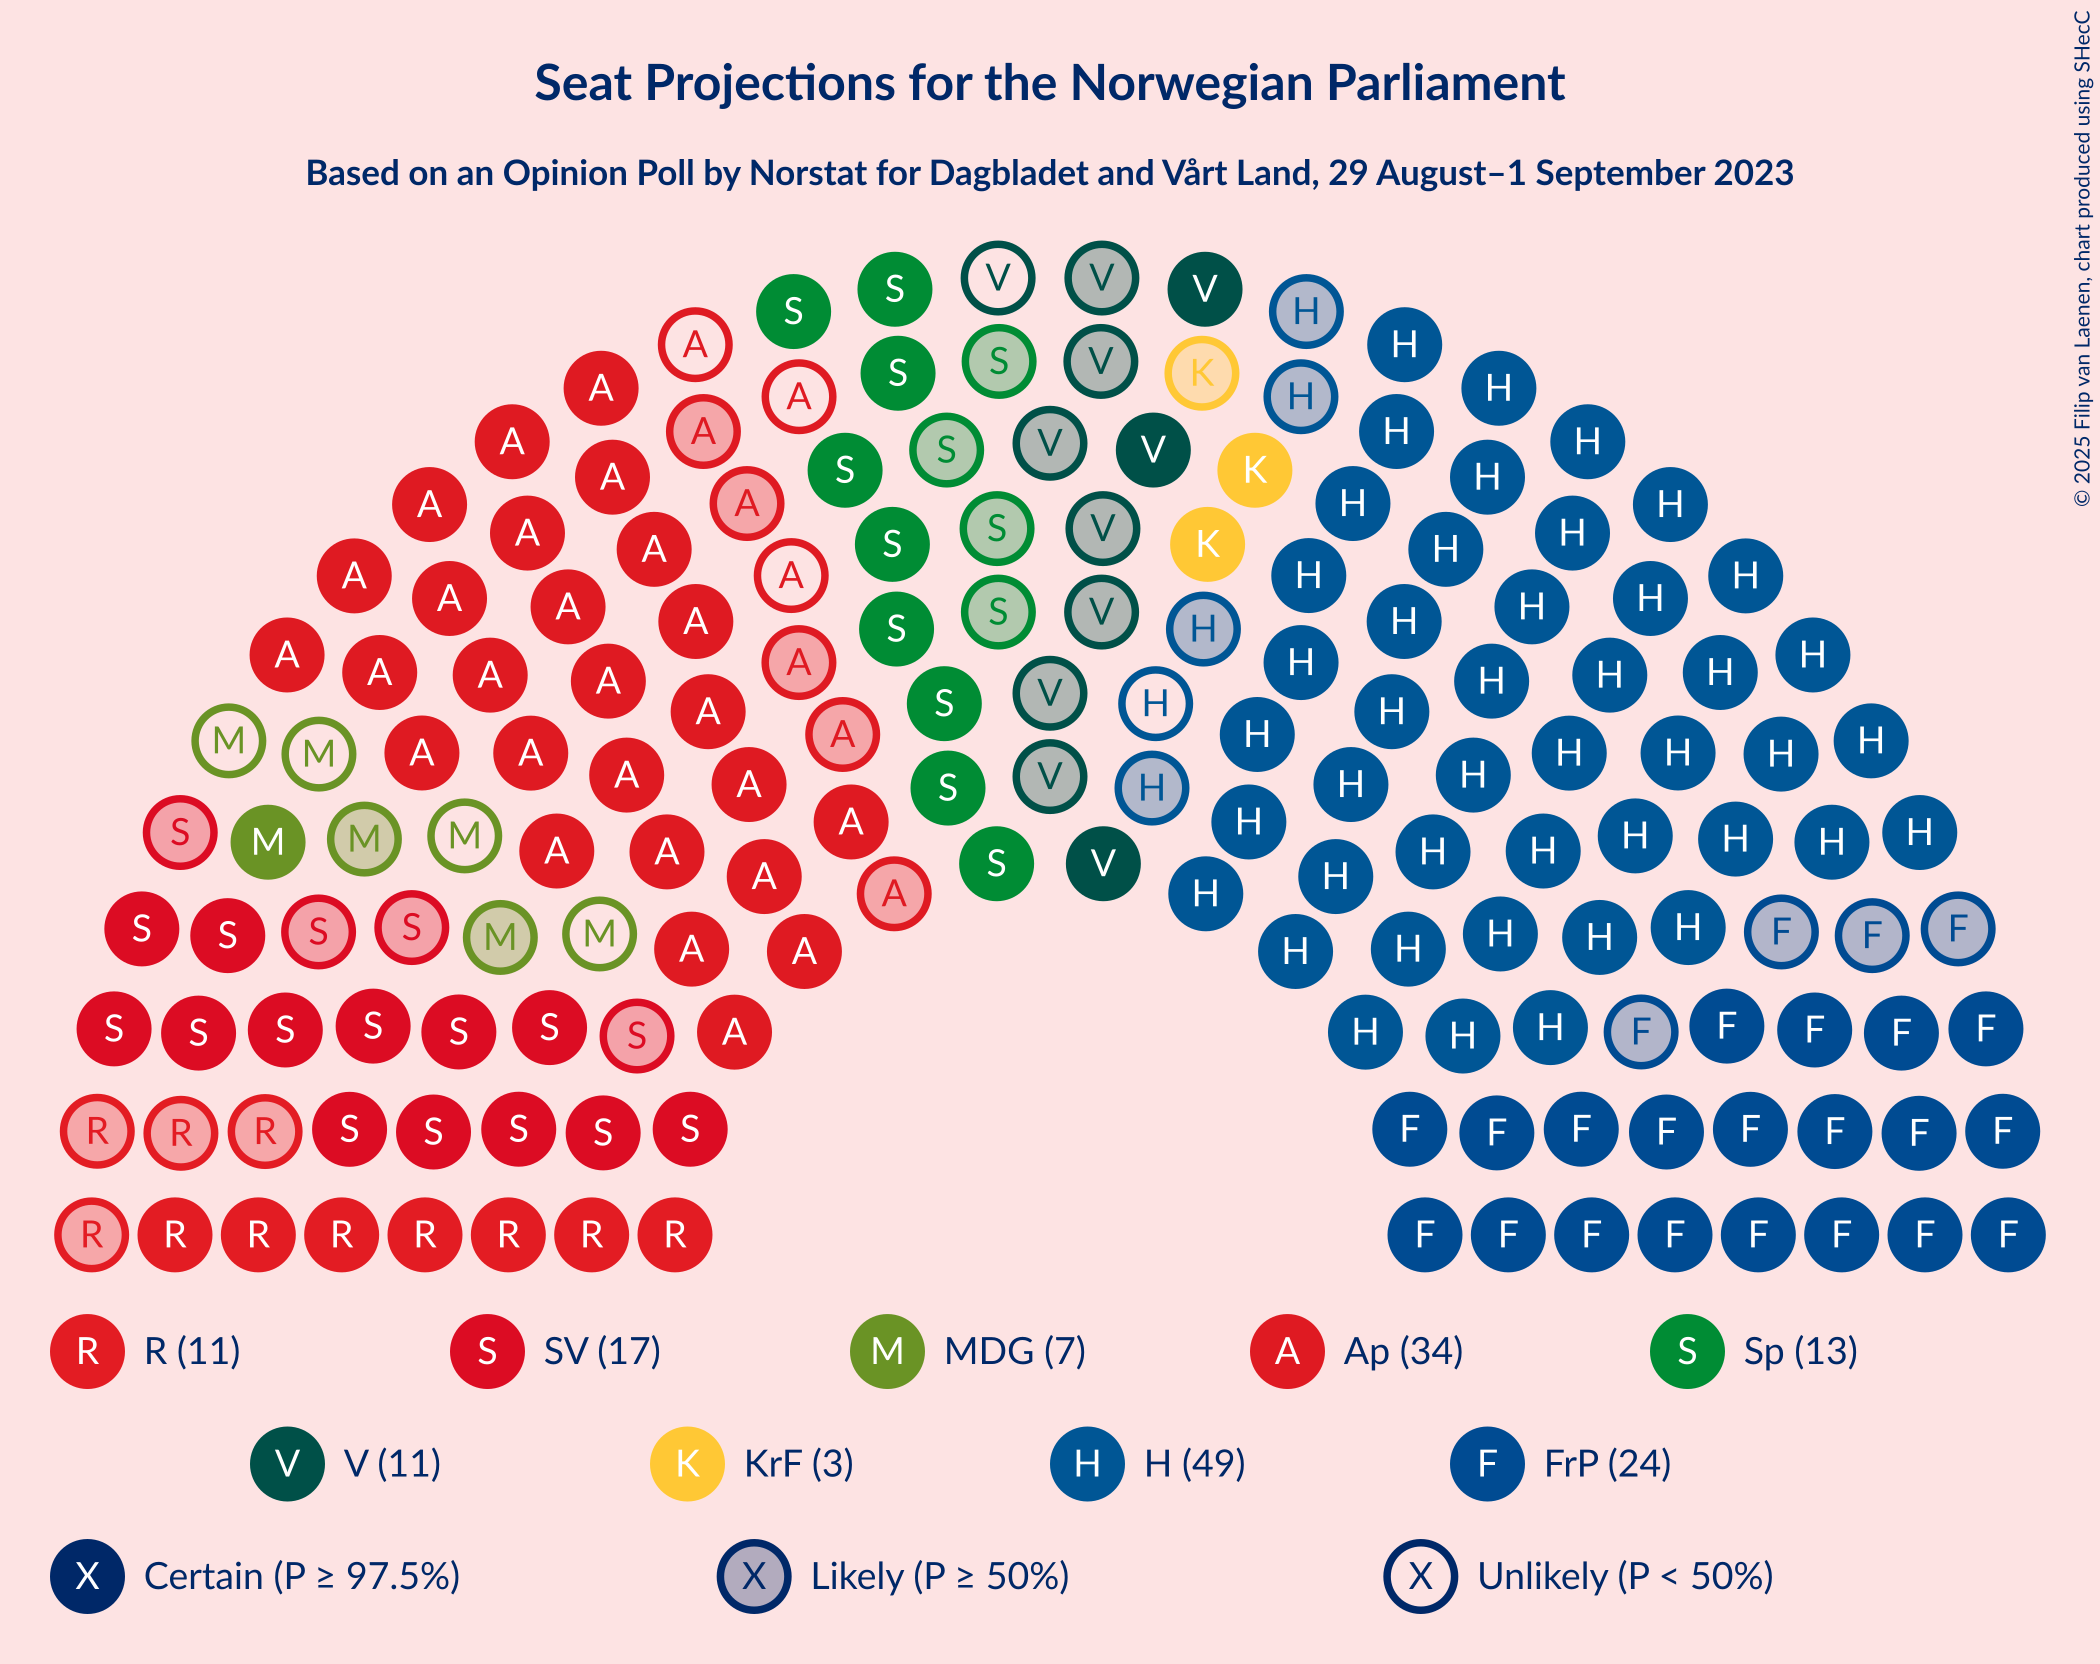 Seat Projections for the Norwegian Parliament
Based on an Opinion Poll by Norstat for Dagbladet and Vårt Land, 29 August–1 September 2023
© 2025 Filip van Laenen, chart produced using SHecC
V V
S V H
S H
A S V K H
A H
A S H
A A H H
A S V H
A S V K H
A H H
A A H H
A S V H
A S K H
A A H H
A A S V K H H
A A H H
A A H H
A S V H
A A H H
A M A A A S V H H H H H
M M A A A S V H H H H H
S M M M A A A A S V H H H H H H H
S S S S M M A A A H H H H H H F F F
S S S S S S S A H H H F F F F F
R R R S S S S S F F F F F F F F
R R R R R R R R F F F F F F F F
R R (11) S SV (17) M MDG (7) A Ap (34) S Sp (13)
V V (11) K KrF (3) H H (49) F FrP (24)
X Certain (P ≥ 97.5%) X Likely (P ≥ 50%) X Unlikely (P < 50%)